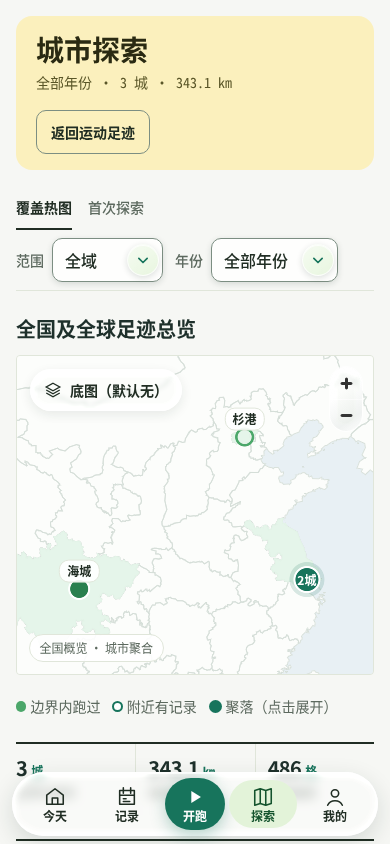 城市探索
全部年份 · 3 城 · 343.1 km
返回运动足迹
覆盖热图 首次探索
范围 全域 年份 全部年份
全国及全球足迹总览
底图（默认无）
+
杉港
−
海城
2城
全国概览 · 城市聚合
边界内跑过 附近有记录 聚落（点击展开）
3 城 343.1 km 486 格
今天 记录 开跑 探索 我的